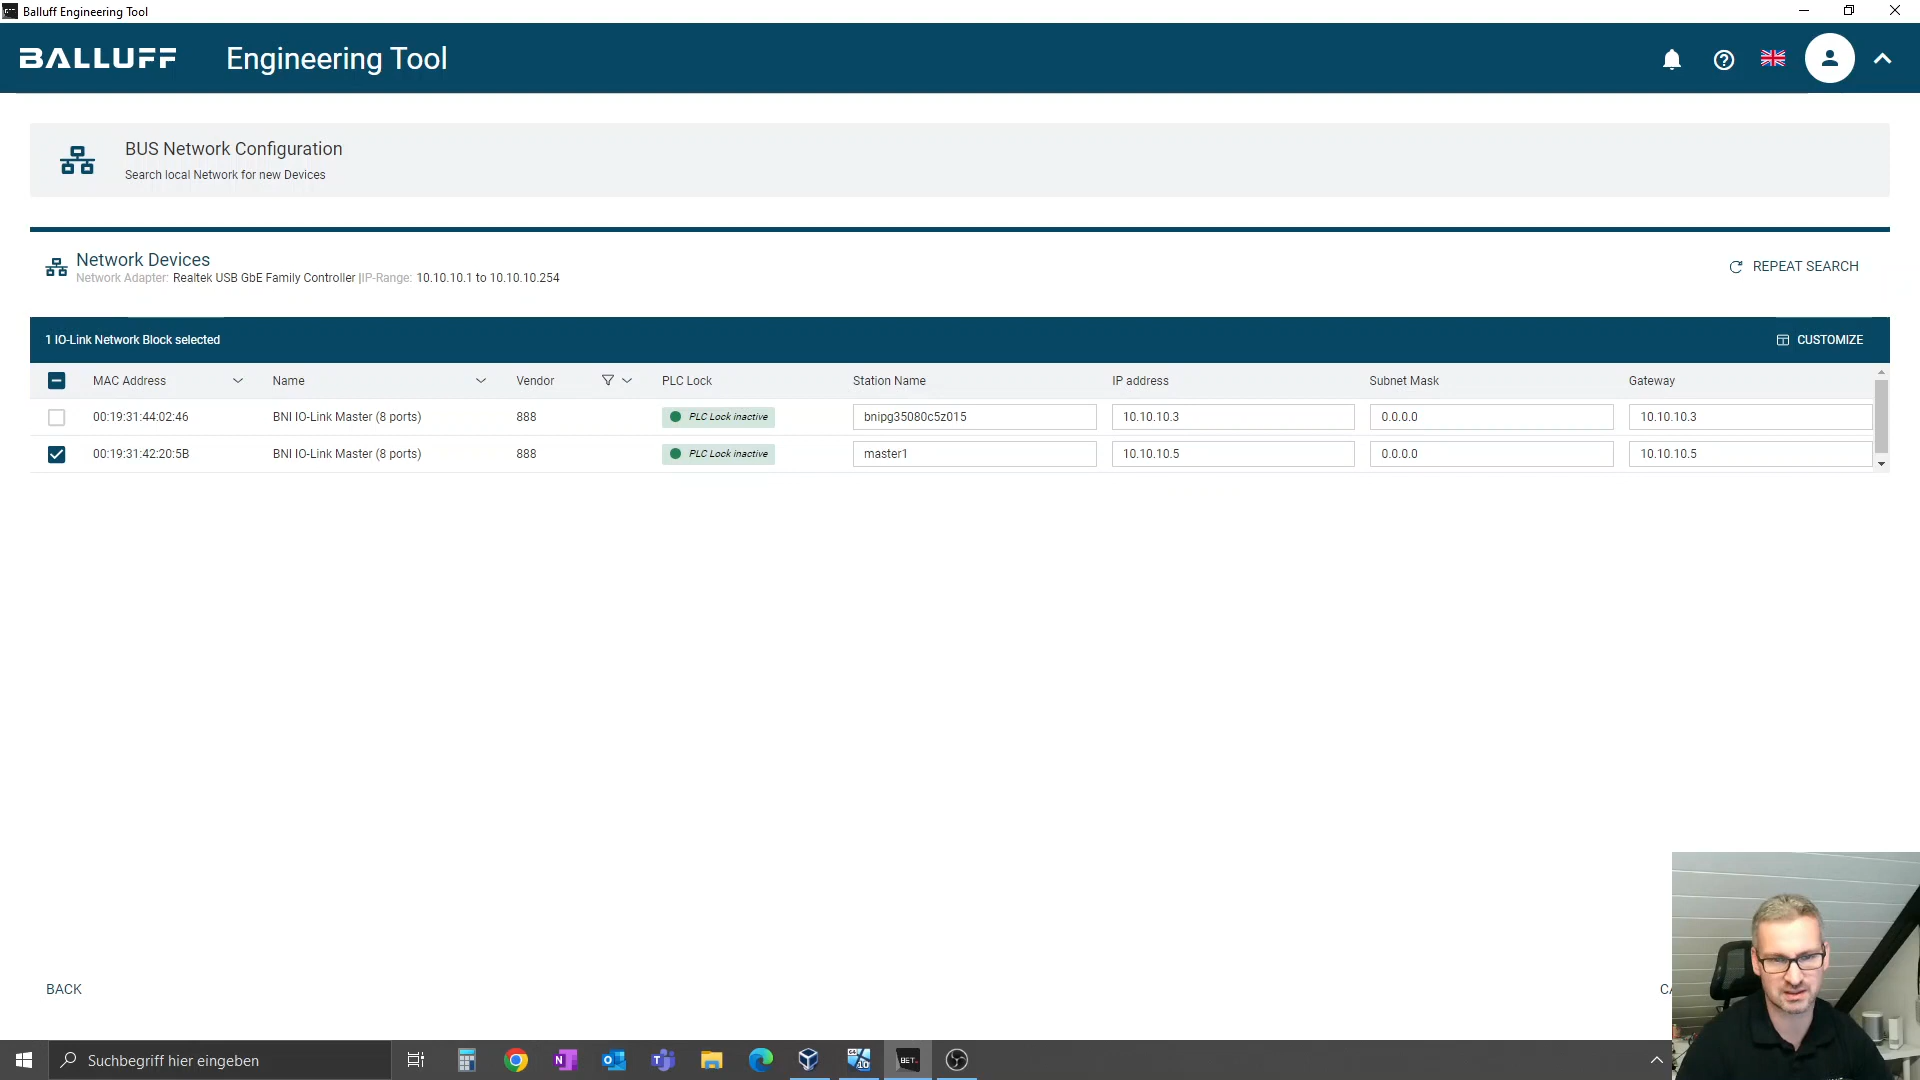 Balluff Engineering Tool
BALLUFF
Engineering Tool
BUS Network Configuration
Search local Network for new Devices
Network Devices
Network Adapter: Realtek USB GbE Family Controller |IP-Range: 10.10.10.1 to 10.10.10.254
REPEAT SEARCH
1 IO-Link Network Block selected
CUSTOMIZE
MAC Address Name Vendor PLC Lock Station Name IP address Subnet Mask Gateway
00:19:31:44:02:46 BNI IO-Link Master (8 ports) 888 PLC Lock inactive bnipg35080c5z015 10.10.10.3 0.0.0.0 10.10.10.3
00:19:31:42:20:5B BNI IO-Link Master (8 ports) 888 PLC Lock inactive master1 10.10.10.5 0.0.0.0 10.10.10.5
BACK
Suchbegriff hier eingeben
BET